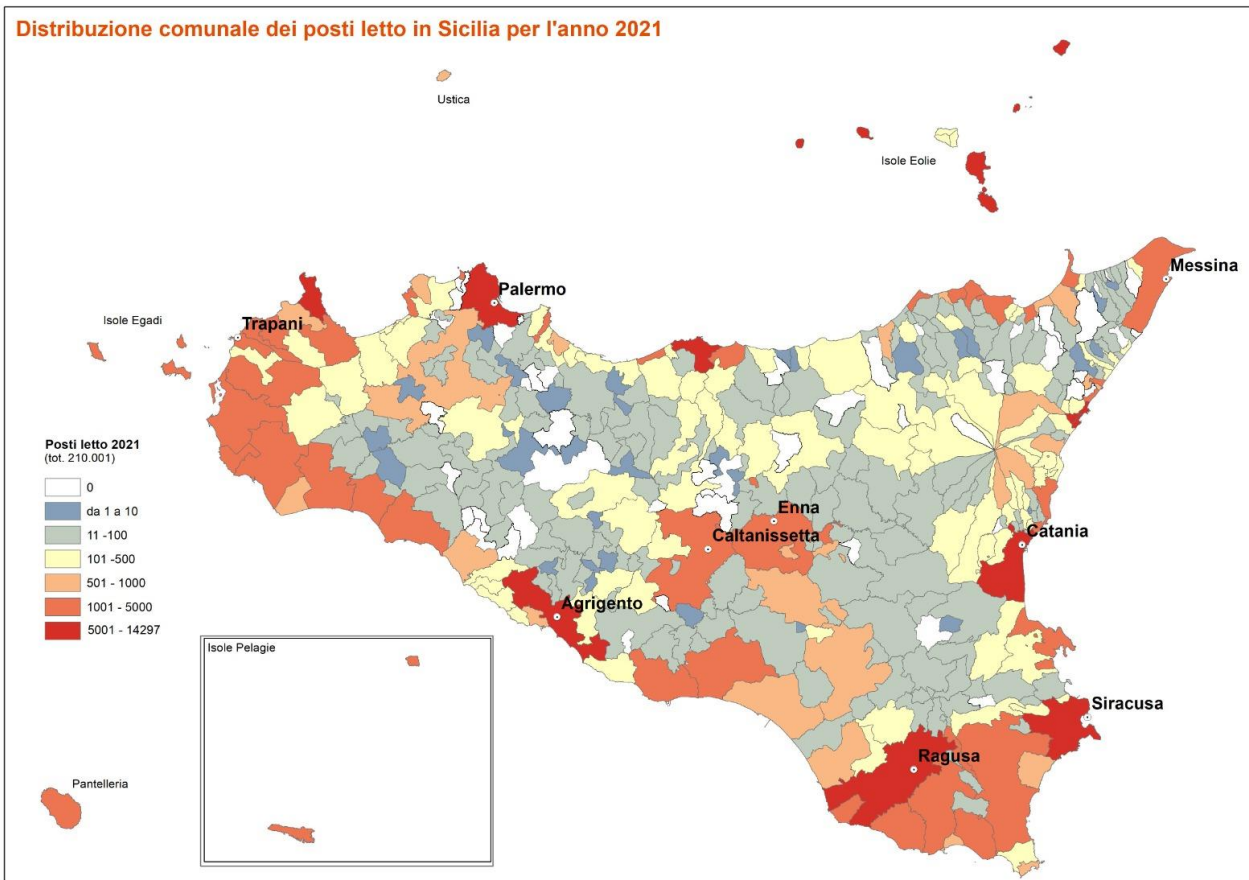 Distribuzione comunale dei posti letto in Sicilia per l'anno 2021
Ustica
Isole Eolie
Messina
Palermo
Isole Egadi
Trapani
Posti letto 2021
(tot. 210.001)
0
da 1 a 10
11 -100
101 -500
501 - 1000
1001 - 5000
5001 - 14297
Enna
Caltanissetta
Catania
Agrigento
Isole Pelagie
Siracusa
Ragusa
Pantelleria